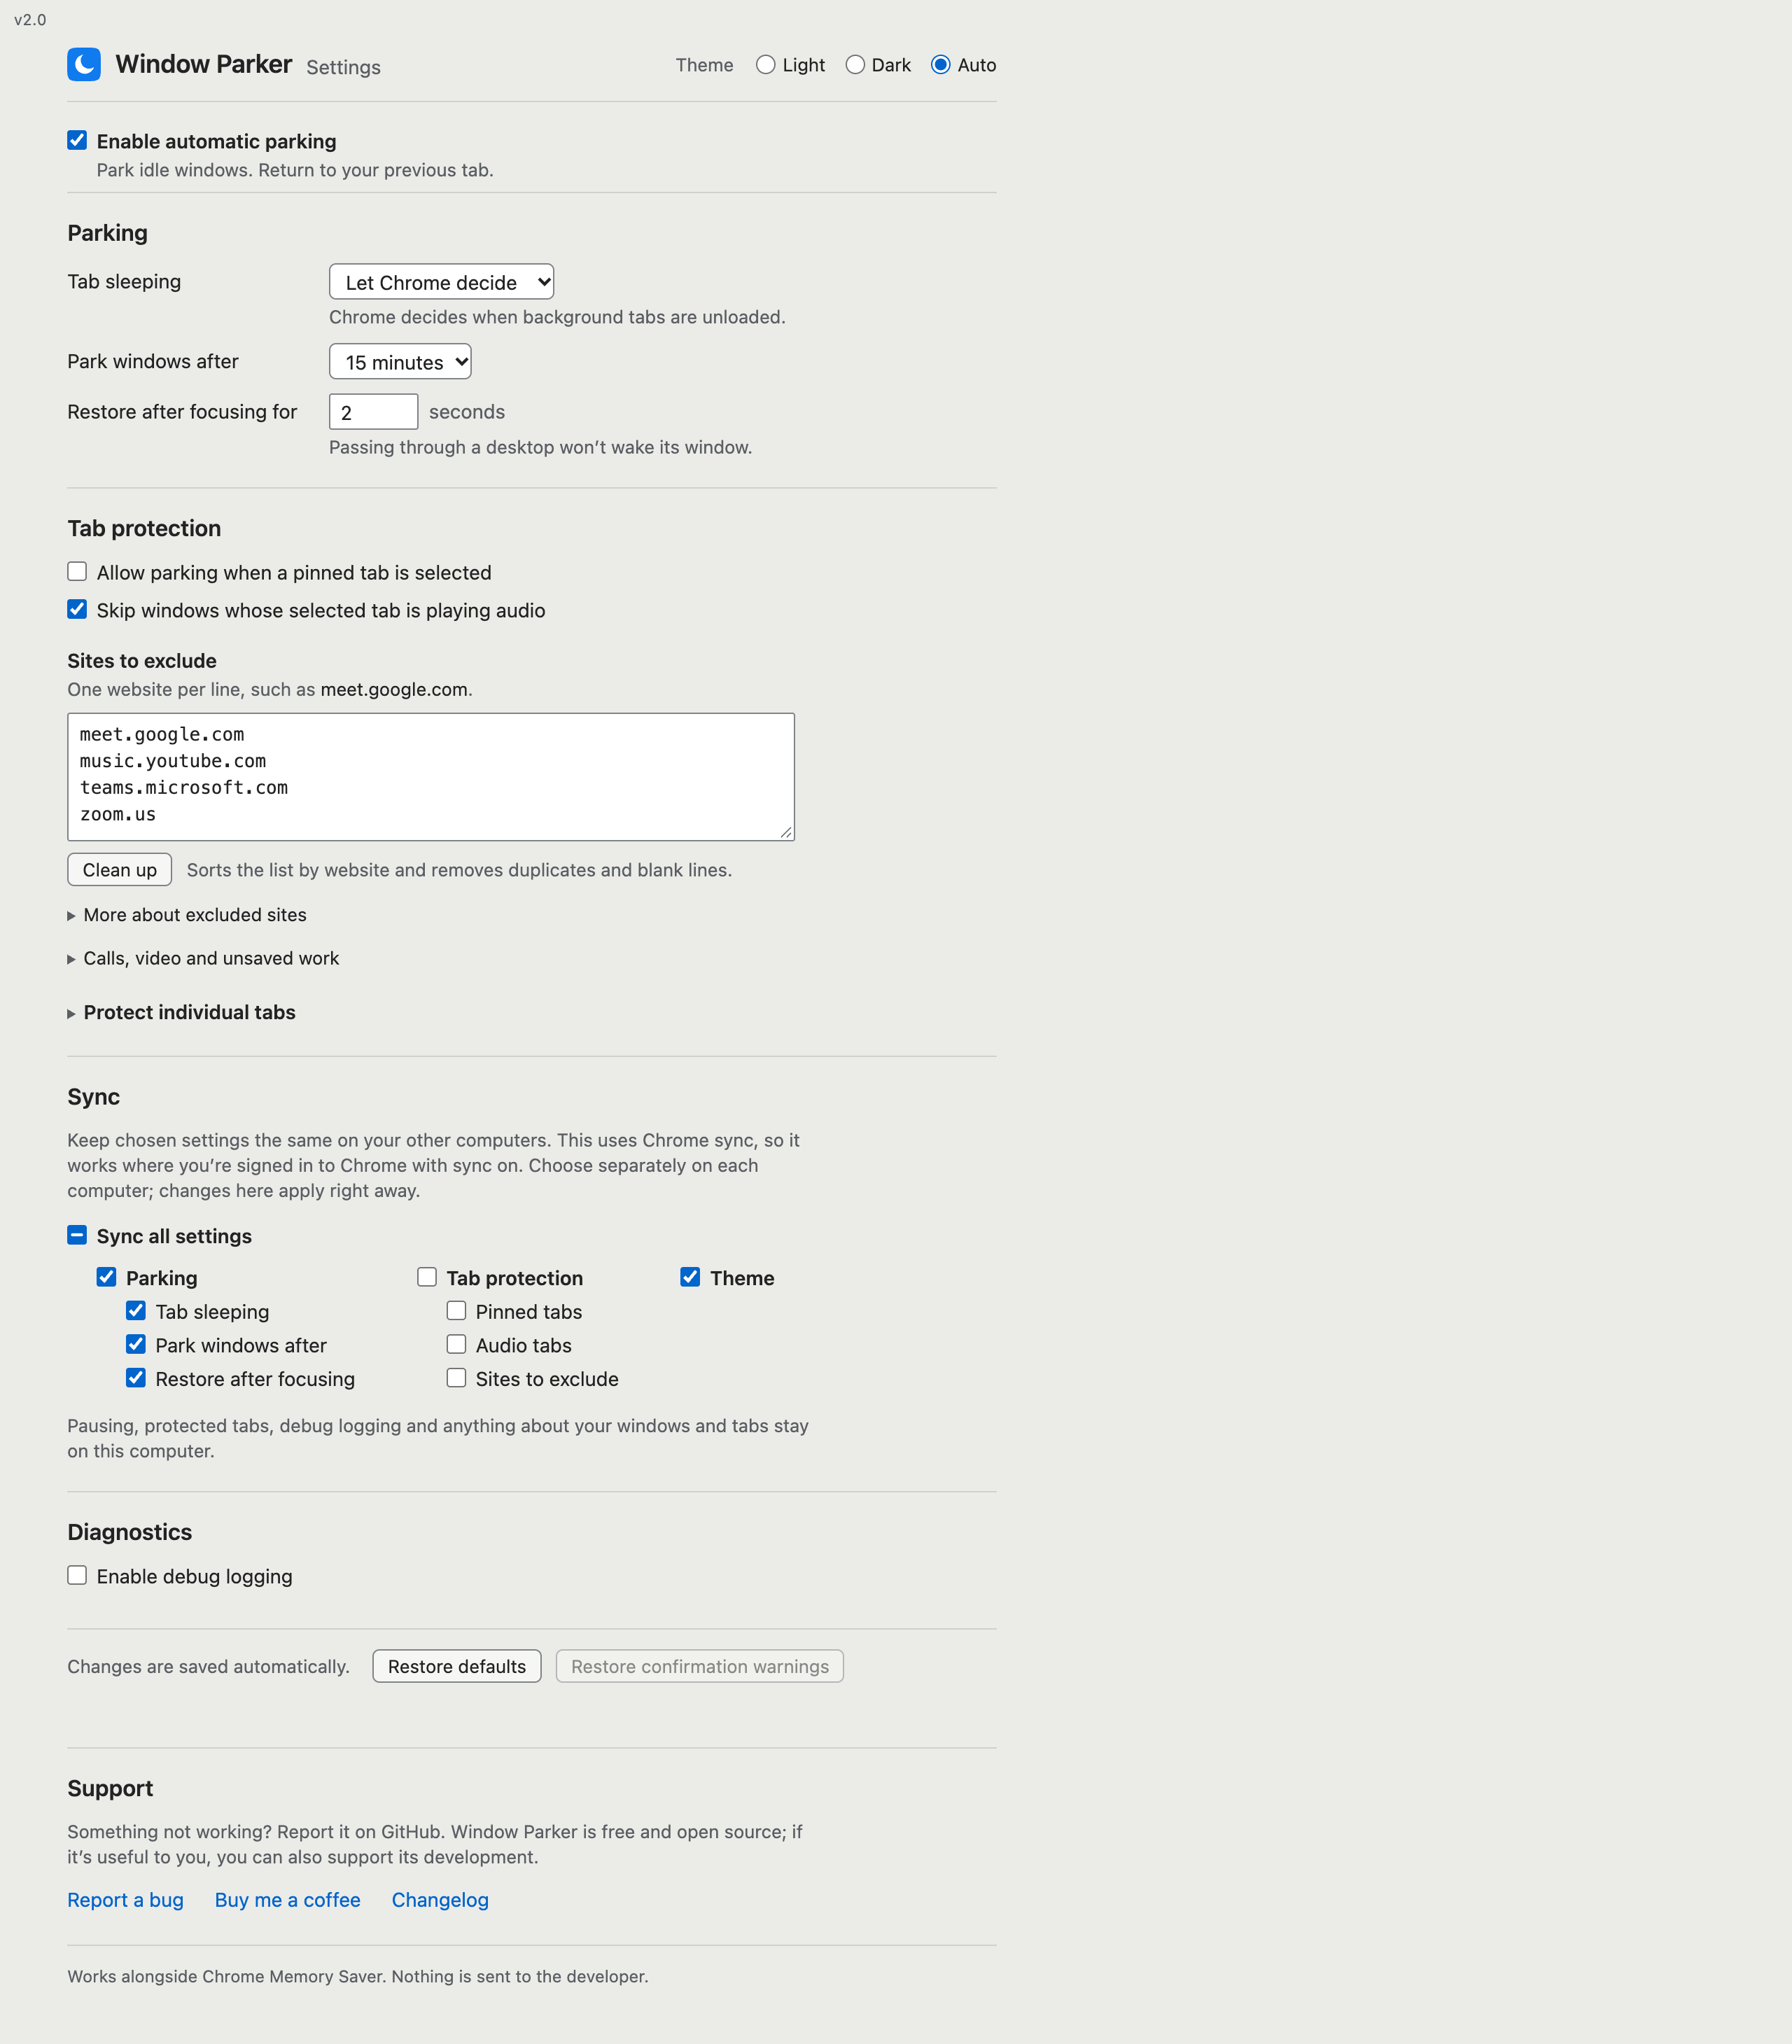 v2.0
Window Parker Settings Theme Light Dark Auto
Enable automatic parking
Park idle windows. Return to your previous tab.
Parking
Tab sleeping Let Chrome decide
Chrome decides when background tabs are unloaded.
Park windows after 15 minutes
Restore after focusing for 2 seconds
Passing through a desktop won’t wake its window.
Tab protection
Allow parking when a pinned tab is selected
Skip windows whose selected tab is playing audio
Sites to exclude
One website per line, such as meet.google.com.
meet.google.com
music.youtube.com
teams.microsoft.com
zoom.us
Clean up Sorts the list by website and removes duplicates and blank lines.
More about excluded sites
Calls, video and unsaved work
Protect individual tabs
Sync
Keep chosen settings the same on your other computers. This uses Chrome sync, so it
works where you’re signed in to Chrome with sync on. Choose separately on each
computer; changes here apply right away.
Sync all settings
Parking Tab protection Theme
Tab sleeping Pinned tabs
Park windows after Audio tabs
Restore after focusing Sites to exclude
Pausing, protected tabs, debug logging and anything about your windows and tabs stay
on this computer.
Diagnostics
Enable debug logging
Changes are saved automatically. Restore defaults Restore confirmation warnings
Support
Something not working? Report it on GitHub. Window Parker is free and open source; if
it’s useful to you, you can also support its development.
Report a bug Buy me a coffee Changelog
Works alongside Chrome Memory Saver. Nothing is sent to the developer.